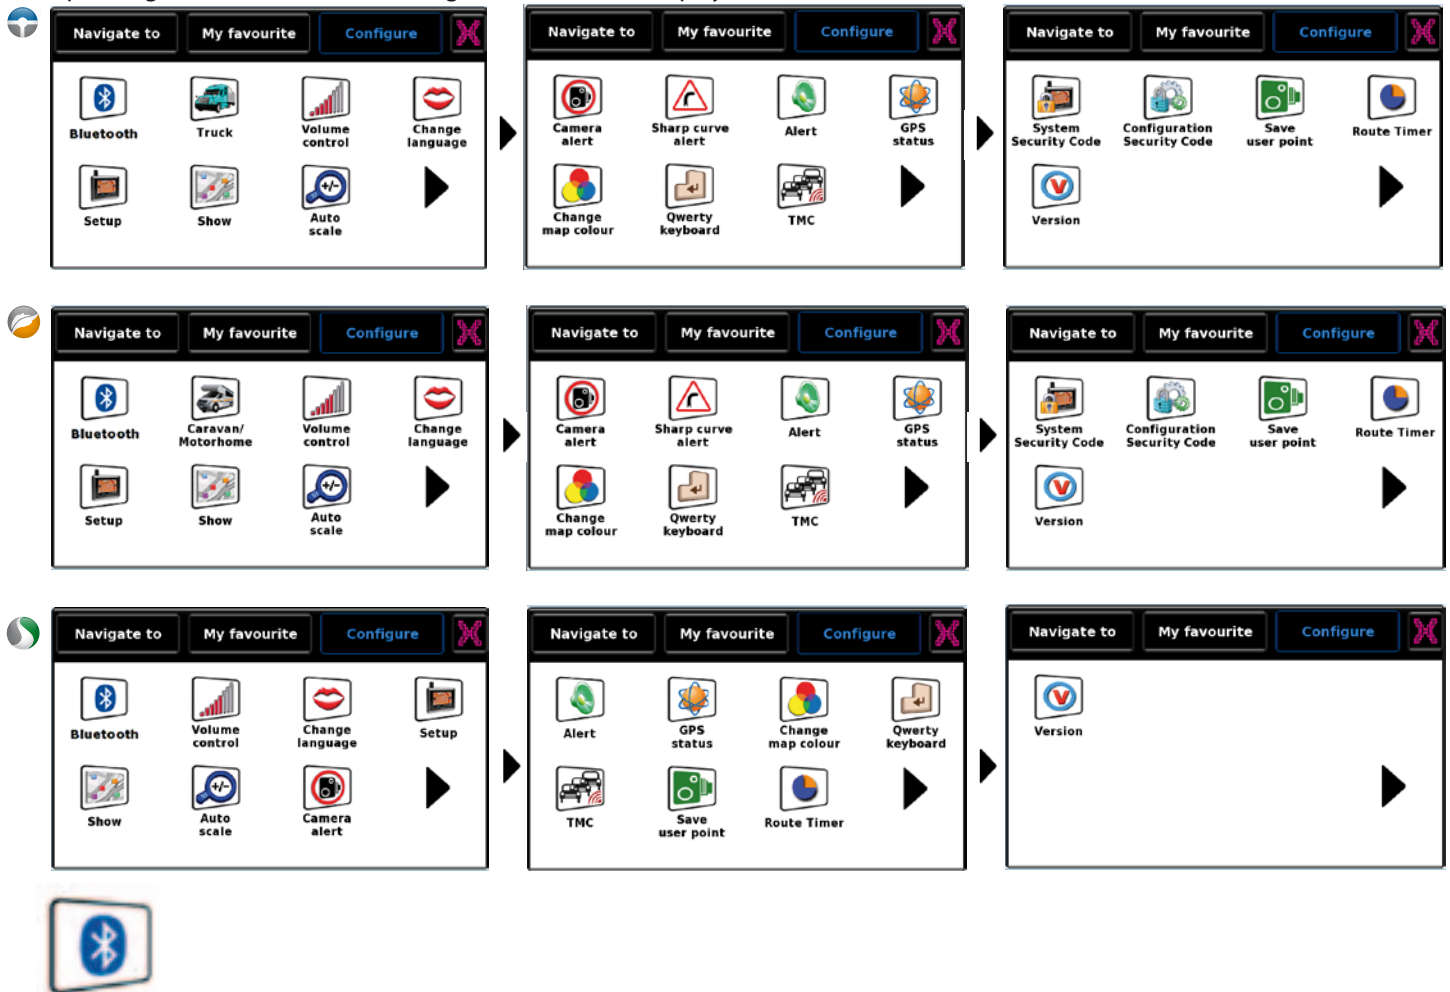 Navigate to My favourite Configure
Bluetooth Truck Volume control Change language
Setup Show Auto scale +/-
Navigate to My favourite Configure
Camera alert Sharp curve alert Alert GPS status
Change map colour Qwerty keyboard TMC
Navigate to My favourite Configure
System Security Code Configuration Security Code Save user point Route Timer
Version
Navigate to My favourite Configure
Bluetooth Caravan/ Motorhome Volume control Change language
Setup Show Auto scale +/-
Navigate to My favourite Configure
Camera alert Sharp curve alert Alert GPS status
Change map colour Qwerty keyboard TMC
Navigate to My favourite Configure
System Security Code Configuration Security Code Save user point Route Timer
Version
Navigate to My favourite Configure
Bluetooth Volume control Change language Setup
Show Auto scale +/- Camera alert
Navigate to My favourite Configure
Alert GPS status Change map colour Qwerty keyboard
TMC Save user point Route Timer
Navigate to My favourite Configure
Version